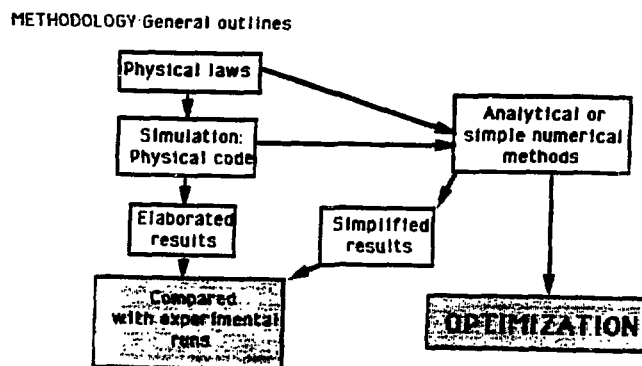 METHODOLOGY: General outlines
Physical laws
Simulation:
Physical code
Analytical or
simple numerical
methods
Elaborated
results
Simplified
results
Compared
with experimental
runs
OPTIMIZATION